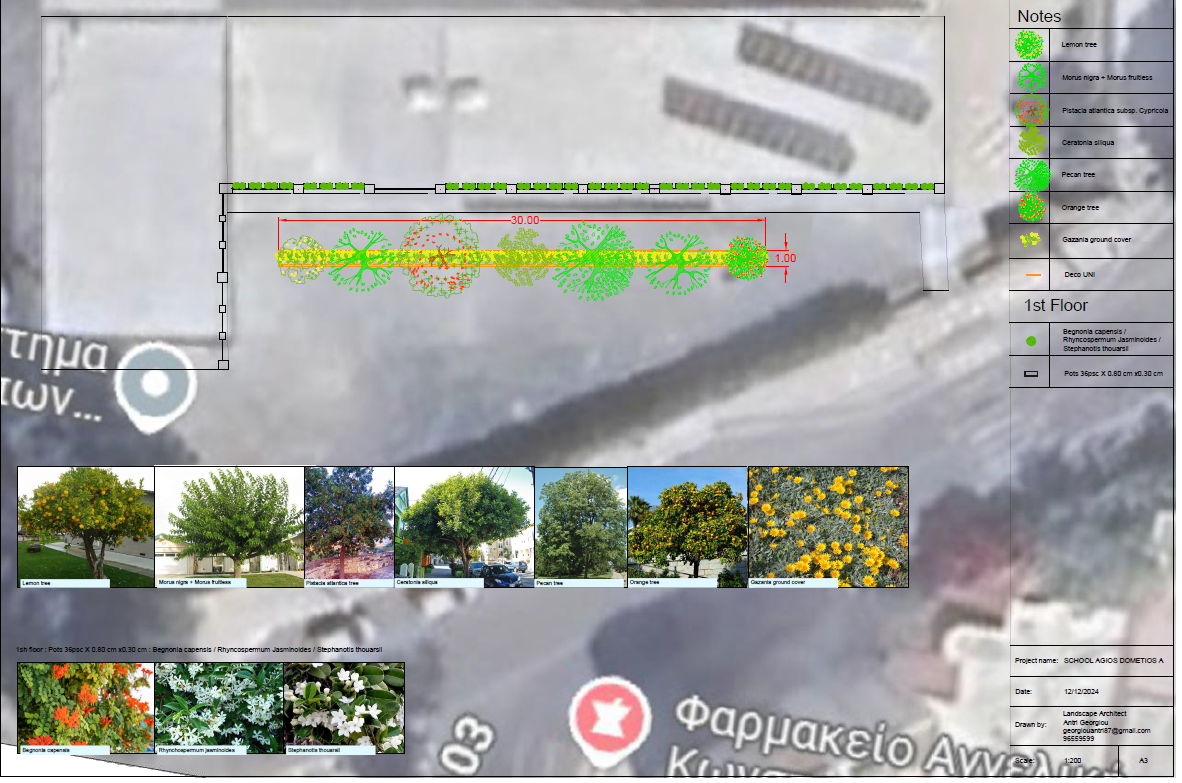 Notes
Lemon tree
Morus nigra + Morus fruitless
Pistacia atlantica subsp. Cypricola
Ceratonia siliqua
Pecan tree
Orange tree
Gazania ground cover
Deco UNI
1st Floor
Begnonia capensis /
Rhyncospermum Jasminoides /
Stephanotis thouarsii
Pots 36psc X 0.80 cm x0.30 cm
30.00
1.00
τημα
ιων...
Lemon tree
Morus nigra + Morus fruitless
Pistacia atlantica tree
Ceratonia siliqua
Pecan tree
Orange tree
Gazania ground cover
1sh floor : Pots 36psc X 0.80 cm x0.30 cm : Begnonia capensis / Rhyncospermum Jasminoides / Stephanotis thouarsii
Begnonia capensis
Rhynchospermum jasminoides
Stephanotis thouarsii
03
Φαρμακείο Αγγελικ
Κων
Project name: SCHOOL AGIOS DOMETIOS A
Date: 12/12/2024
Drawn by:
Landscape Architect
Antri Georgiou
georgiouantri87@gmail.com
Scale: 1:200 A3